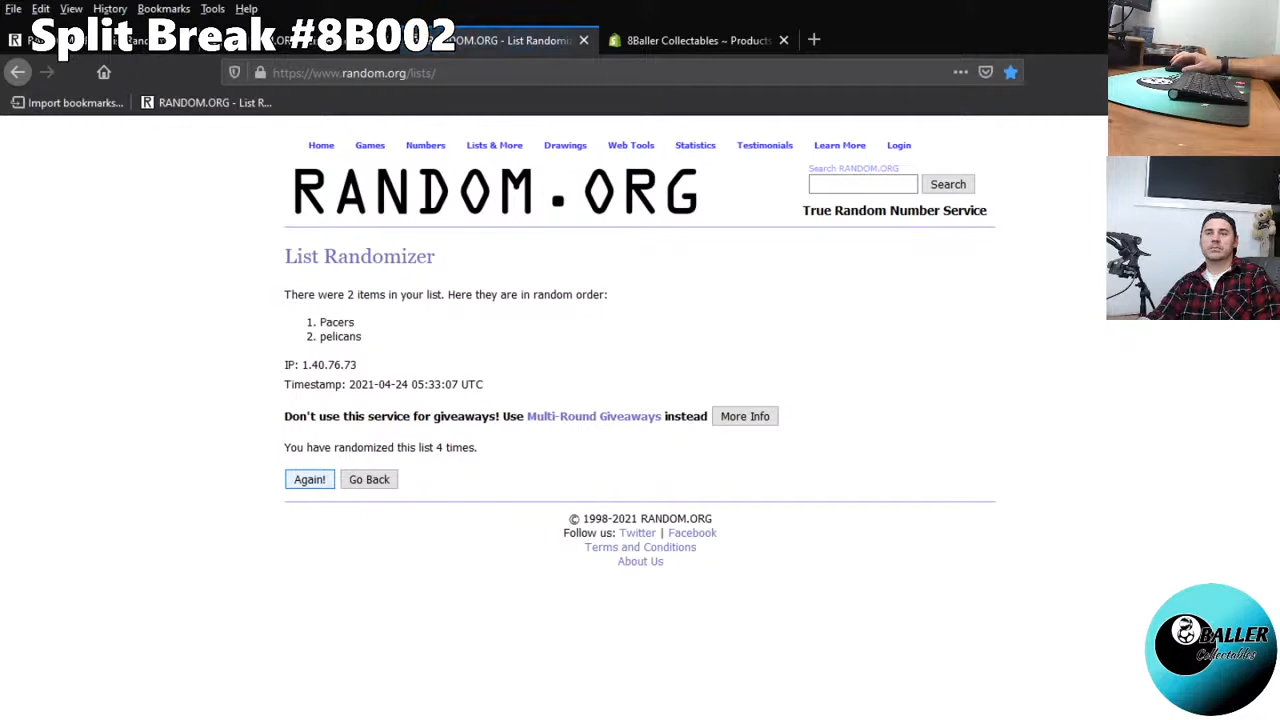 File Edit View History Bookmarks Tools Help
Split Break #8B002
RANDOM.ORG - List Randomi
8Baller Collectables ~ Products
https://www.random.org/lists/
Import bookmarks...
RANDOM.ORG - List R...
Home Games Numbers Lists & More Drawings Web Tools Statistics Testimonials Learn More Login
RANDOM.ORG
Search RANDOM.ORG
Search
True Random Number Service
List Randomizer
There were 2 items in your list. Here they are in random order:
1. Pacers
2. pelicans
IP: 1.40.76.73
Timestamp: 2021-04-24 05:33:07 UTC
Don't use this service for giveaways! Use Multi-Round Giveaways instead More Info
You have randomized this list 4 times.
Again! Go Back
© 1998-2021 RANDOM.ORG
Follow us: Twitter | Facebook
Terms and Conditions
About Us
BALLER
Collectables